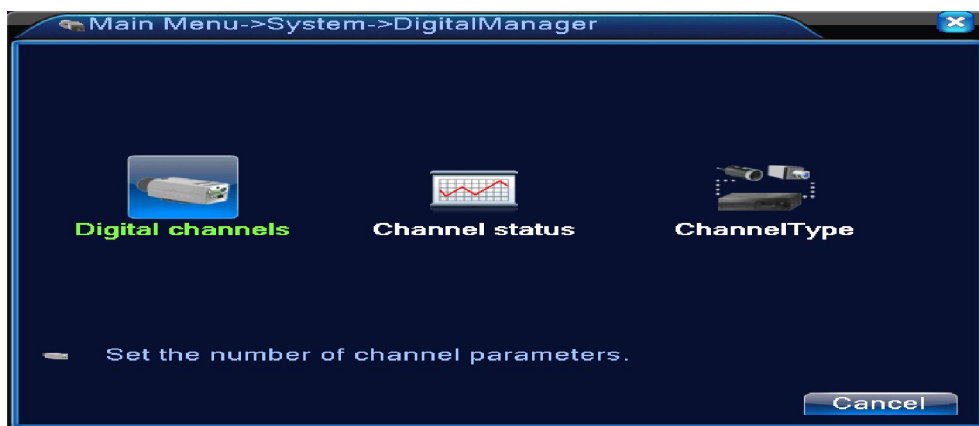 Main Menu->System->DigitalManager
Digital channels
Channel status
ChannelType
Set the number of channel parameters.
Cancel